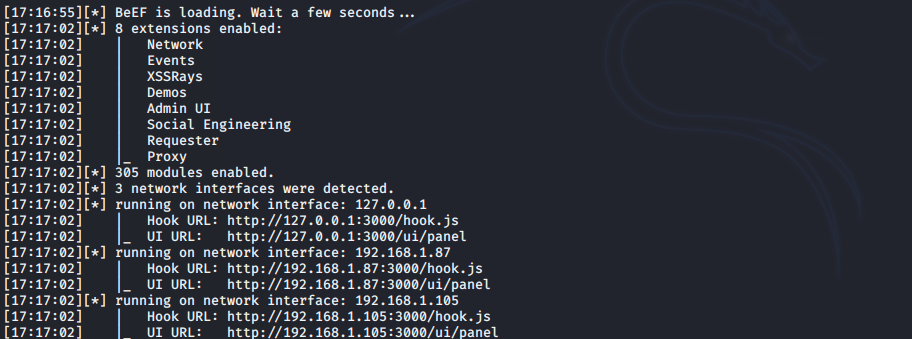 [17:16:55][*] BeEF is loading. Wait a few seconds...
[17:17:02][*] 8 extensions enabled:
[17:17:02]    |   Network
[17:17:02]    |   Events
[17:17:02]    |   XSSRays
[17:17:02]    |   Demos
[17:17:02]    |   Admin UI
[17:17:02]    |   Social Engineering
[17:17:02]    |   Requester
[17:17:02]    |_  Proxy
[17:17:02][*] 305 modules enabled.
[17:17:02][*] 3 network interfaces were detected.
[17:17:02][*] running on network interface: 127.0.0.1
[17:17:02]    |   Hook URL: http://127.0.0.1:3000/hook.js
[17:17:02]    |_  UI URL:   http://127.0.0.1:3000/ui/panel
[17:17:02][*] running on network interface: 192.168.1.87
[17:17:02]    |   Hook URL: http://192.168.1.87:3000/hook.js
[17:17:02]    |_  UI URL:   http://192.168.1.87:3000/ui/panel
[17:17:02][*] running on network interface: 192.168.1.105
[17:17:02]    |   Hook URL: http://192.168.1.105:3000/hook.js
[17:17:02]    |_  UI URL:   http://192.168.1.105:3000/ui/panel